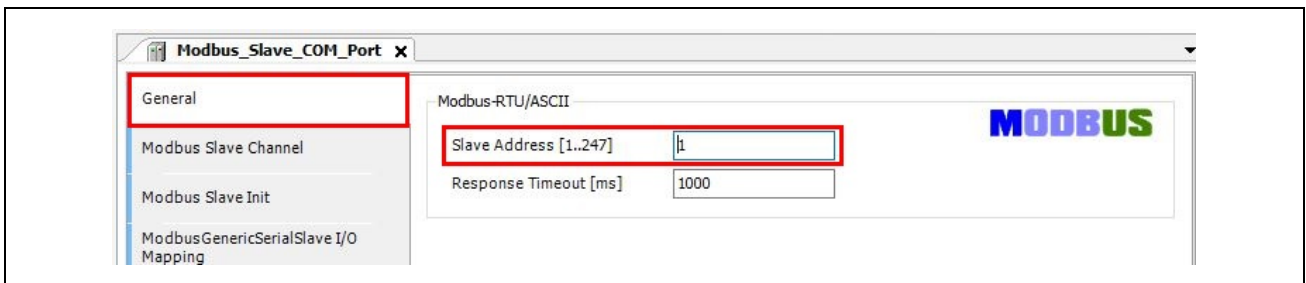 Modbus_Slave_COM_Port X
General
Modbus-RTU/ASCII
MODBUS
Slave Address [1..247] 1
Modbus Slave Channel
Response Timeout [ms] 1000
Modbus Slave Init
ModbusGenericSerialSlave I/O
Mapping